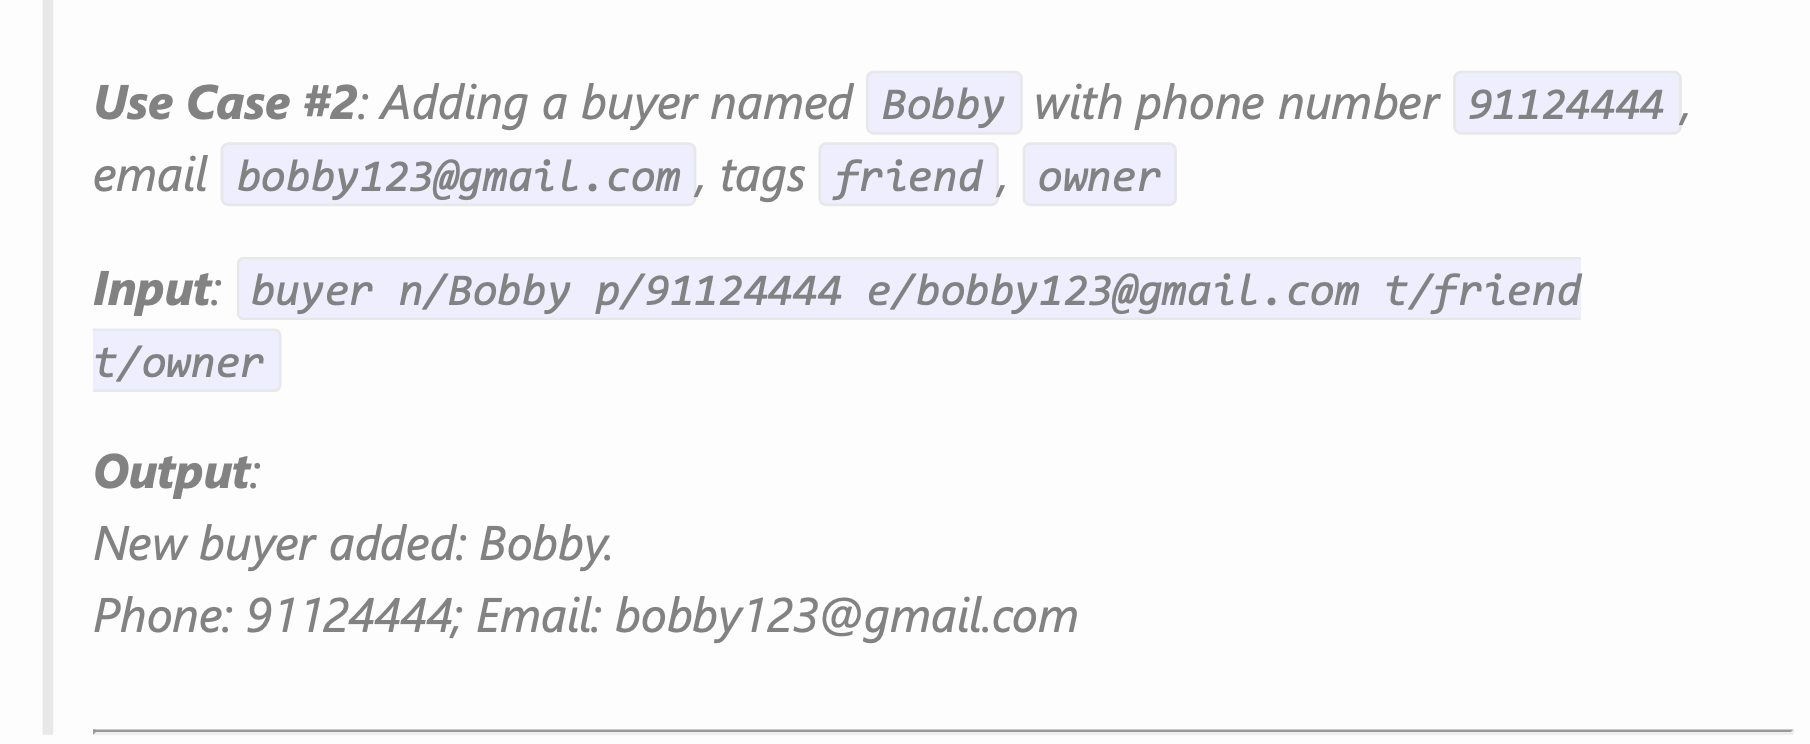 Use Case #2: Adding a buyer named Bobby with phone number 91124444,
email bobby123@gmail.com, tags friend, owner
Input: buyer n/Bobby p/91124444 e/bobby123@gmail.com t/friend
t/owner
Output:
New buyer added: Bobby.
Phone: 91124444; Email: bobby123@gmail.com